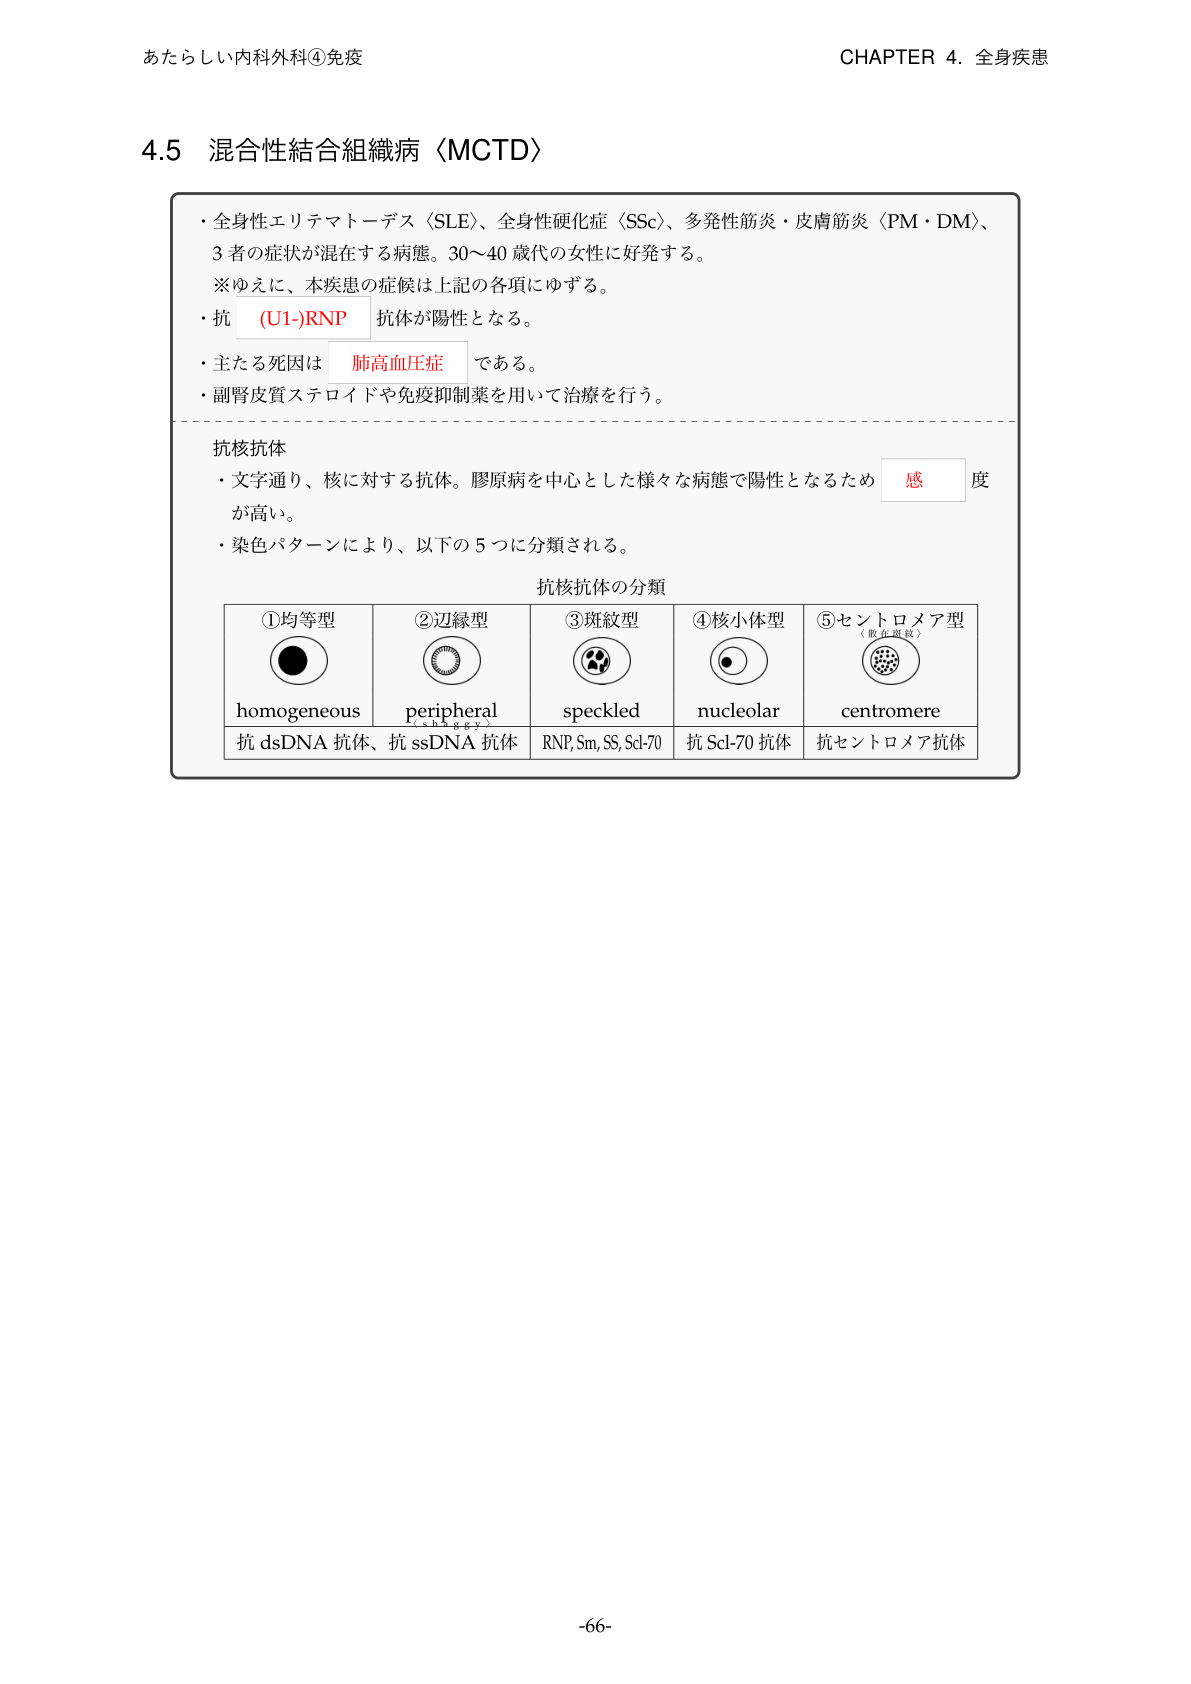 あたらしい内科外科④免疫
CHAPTER 4. 全身疾患
4.5 混合性結合組織病〈MCTD〉
・全身性エリテマトーデス〈SLE〉、全身性硬化症〈SSc〉、多発性筋炎・皮膚筋炎〈PM・DM〉、
3 者の症状が混在する病態。30〜40 歳代の女性に好発する。
※ゆえに、本疾患の症候は上記の各項にゆずる。
・抗 (U1-)RNP 抗体が陽性となる。
・主たる死因は 肺高血圧症 である。
・副腎皮質ステロイドや免疫抑制薬を用いて治療を行う。
抗核抗体
・文字通り、核に対する抗体。膠原病を中心とした様々な病態で陽性となるため 感 度
が高い。
・染色パターンにより、以下の 5 つに分類される。
抗核抗体の分類
①均等型 ②辺縁型 ③斑紋型 ④核小体型 ⑤セントロメア型
〈散在斑紋〉
homogeneous peripheral speckled nucleolar centromere
〈shaggy〉
抗 dsDNA 抗体、抗 ssDNA 抗体 RNP, Sm, SS, Scl-70 抗 Scl-70 抗体 抗セントロメア抗体
-66-